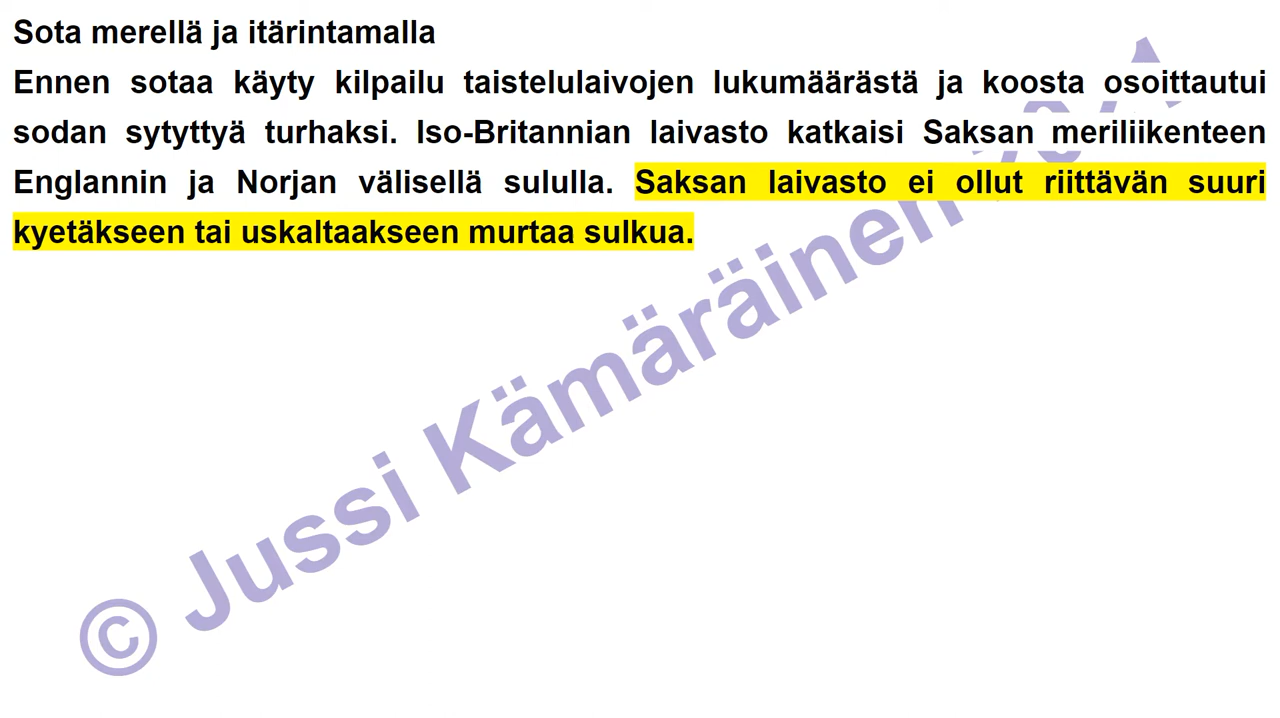 Sota merellä ja itärintamalla
Ennen sotaa käyty kilpailu taistelulaivojen lukumäärästä ja koosta osoittautui
sodan sytyttyä turhaksi. Iso-Britannian laivasto katkaisi Saksan meriliikenteen
Englannin ja Norjan välisellä sululla. Saksan laivasto ei ollut riittävän suuri
kyetäkseen tai uskaltaakseen murtaa sulkua.
© Jussi Kämäräinen